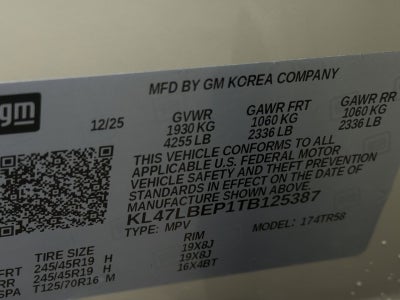 gm
MFD BY GM KOREA COMPANY
12/25
GVWR GAWR FRT GAWR RR
1930 KG 1060 KG 1060 KG
4255 LB 2336 LB 2336 LB
THIS VEHICLE CONFORMS TO ALL
APPLICABLE U.S. FEDERAL MOTOR
VEHICLE SAFETY AND THEFT PREVENTION
STANDARDS IN EFFECT ON THE DATE OF
MANUFACTURE SHOWN ABOVE.
KL47LBEP1TB125387
TYPE: MPV MODEL: 174TR58
TIRE SIZE RIM
FRT 245/45R19 H 19X8J
RR 245/45R19 H 19X8J
SPA T125/70R16 M 16X4BT